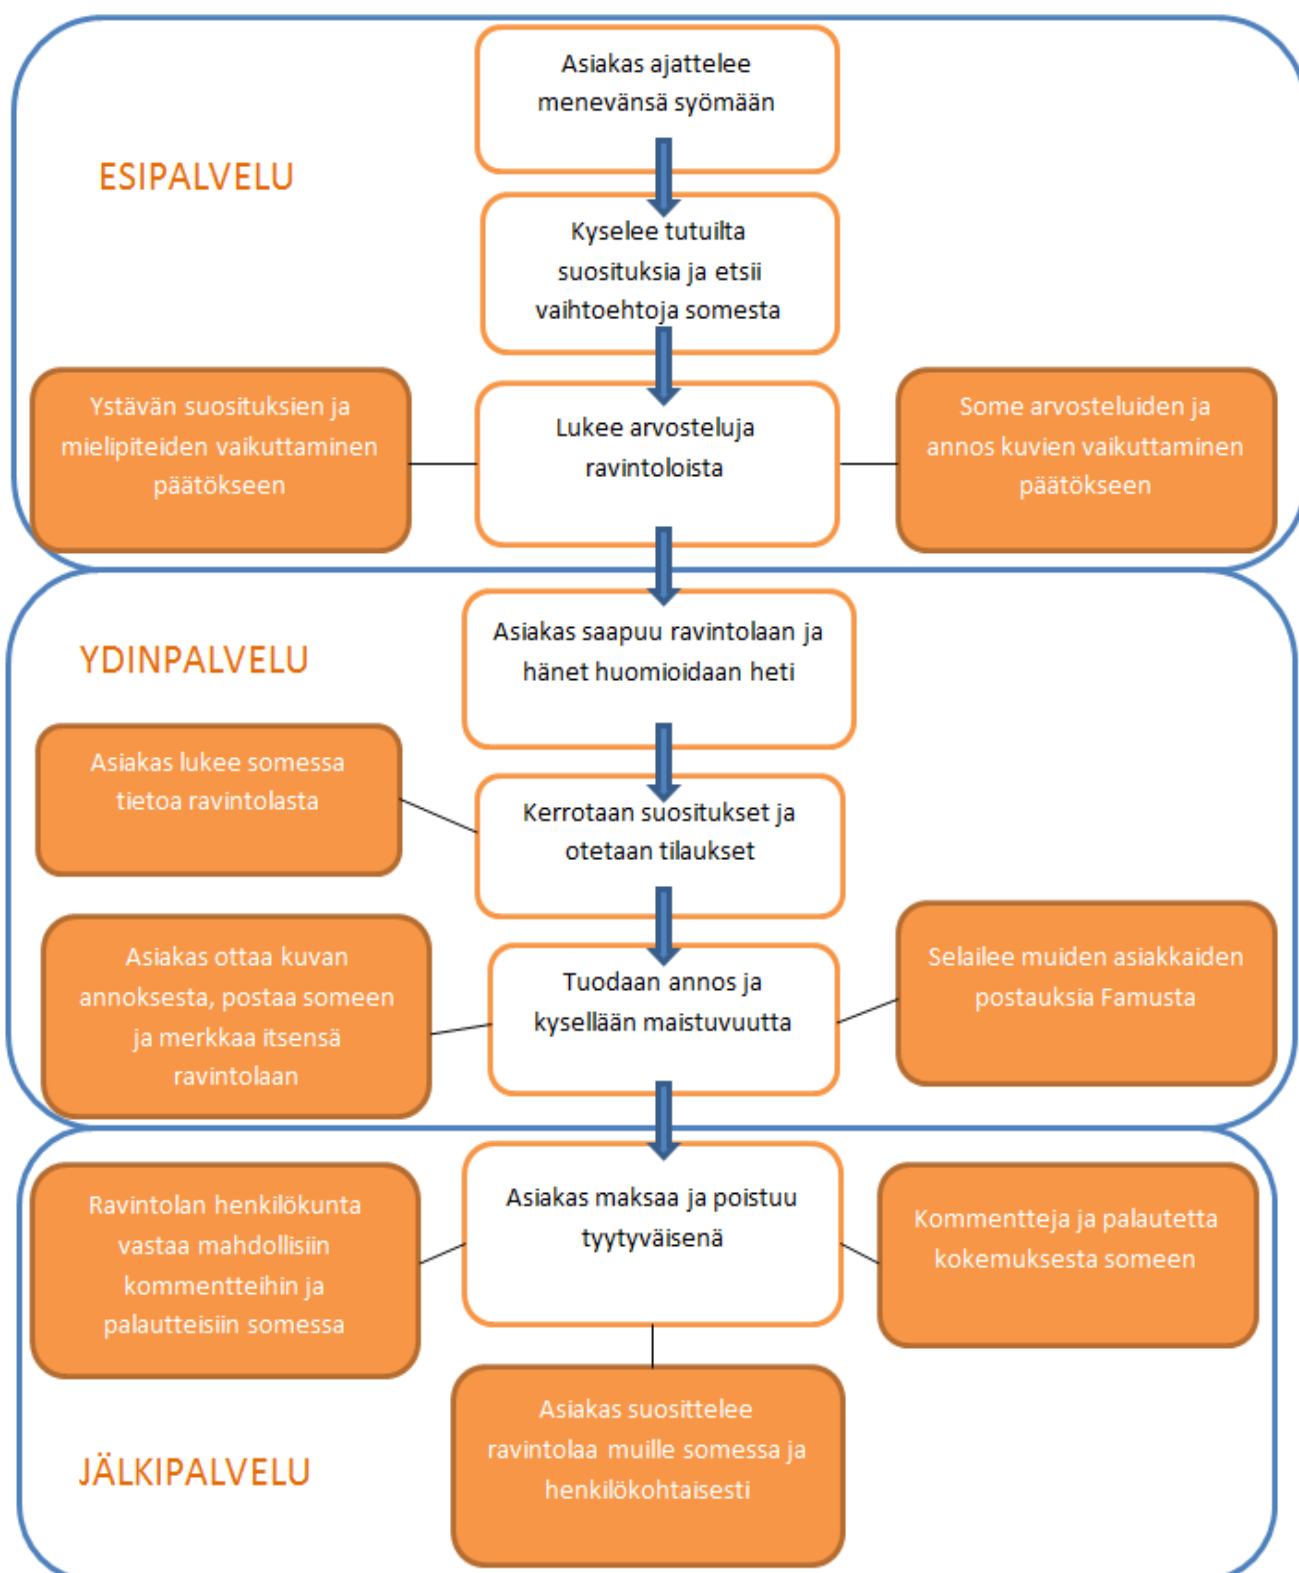 Asiakas ajattelee
menevänsä syömään
ESIPALVELU
Kyselee tutuilta
suosituksia ja etsii
vaihtoehtoja somesta
Ystävän suosituksien ja
mielipiteiden vaikuttaminen
päätökseen
Lukee arvosteluja
ravintoloista
Some arvosteluiden ja
annos kuvien vaikuttaminen
päätökseen
Asiakas saapuu ravintolaan ja
hänet huomioidaan heti
YDINPALVELU
Asiakas lukee somessa
tietoa ravintolasta
Kerrotaan suositukset ja
otetaan tilaukset
Asiakas ottaa kuvan
annoksesta, postaa someen
ja merkkaa itsensä
ravintolaan
Tuodaan annos ja
kysellään maistuvuutta
Selailee muiden asiakkaiden
postauksia Famusta
Ravintolan henkilökunta
vastaa mahdollisiin
kommentteihin ja
palautteisiin somessa
Asiakas maksaa ja poistuu
tyytyväisenä
Kommentteja ja palautetta
kokemuksesta someen
Asiakas suosittelee
ravintolaa muille somessa ja
henkilökohtaisesti
JÄLKIPALVELU